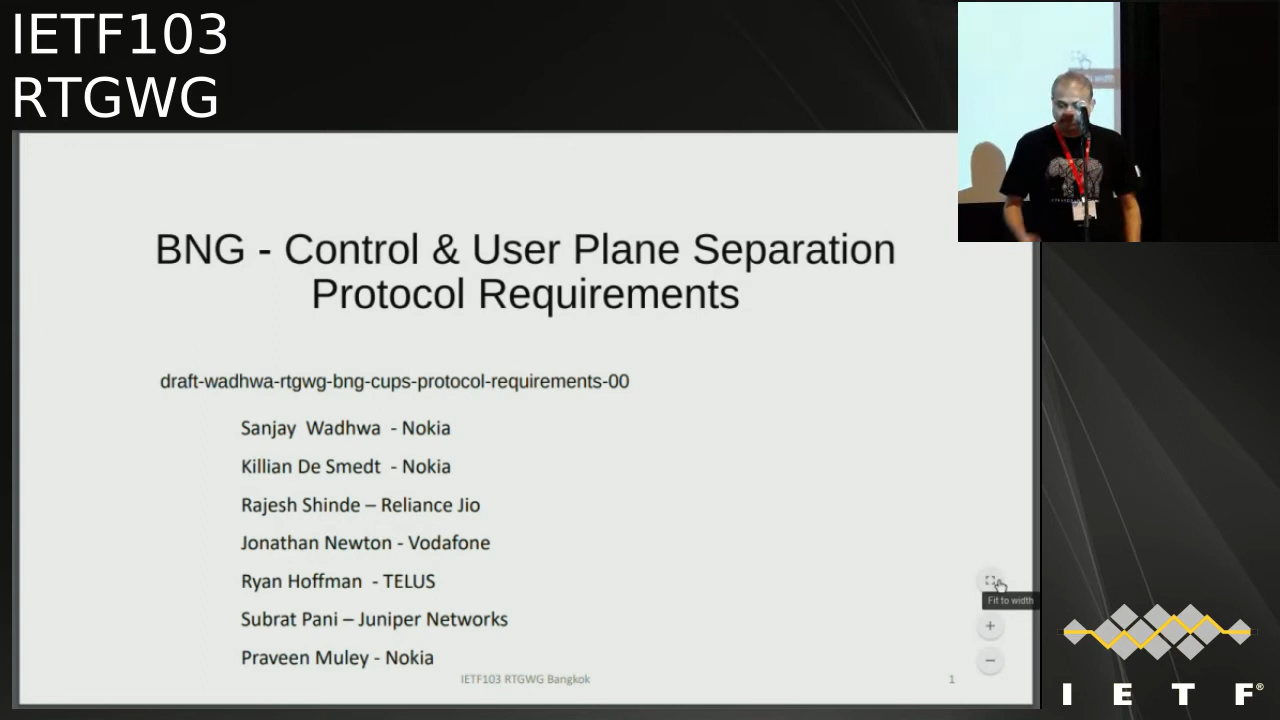 IETF103
RTGWG
BNG - Control & User Plane Separation
Protocol Requirements
draft-wadhwa-rtgwg-bng-cups-protocol-requirements-00
Sanjay Wadhwa - Nokia
Killian De Smedt - Nokia
Rajesh Shinde – Reliance Jio
Jonathan Newton - Vodafone
Ryan Hoffman - TELUS
Subrat Pani – Juniper Networks
Praveen Muley - Nokia
Fit to width
+
−
IETF103 RTGWG Bangkok
1
I E T F®